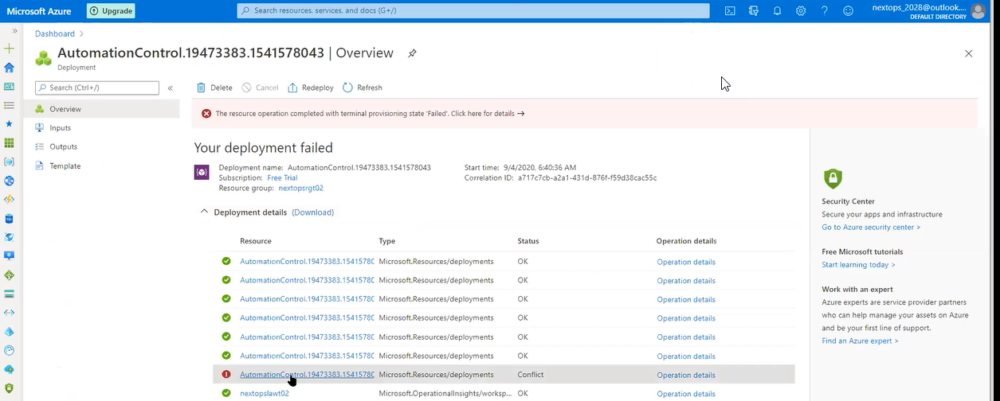 Microsoft Azure
Upgrade
Search resources, services, and docs (G+/)
nextops_2028@outlook....
DEFAULT DIRECTORY
Dashboard
AutomationControl.19473383.1541578043 | Overview
Deployment
Search (Ctrl+/)
Delete
Cancel
Redeploy
Refresh
Overview
Inputs
Outputs
Template
The resource operation completed with terminal provisioning state 'Failed'. Click here for details →
Your deployment failed
Deployment name: AutomationControl.19473383.1541578043
Subscription: Free Trial
Resource group: nextopsrgt02
Start time: 9/4/2020, 6:40:36 AM
Correlation ID: a717c7cb-a2a1-431d-876f-f59d38cac55c
Deployment details (Download)
Resource Type Status Operation details
AutomationControl.19473383.1541578C Microsoft.Resources/deployments OK Operation details
AutomationControl.19473383.1541578C Microsoft.Resources/deployments OK Operation details
AutomationControl.19473383.1541578C Microsoft.Resources/deployments OK Operation details
AutomationControl.19473383.1541578C Microsoft.Resources/deployments OK Operation details
AutomationControl.19473383.1541578C Microsoft.Resources/deployments OK Operation details
AutomationControl.19473383.1541578C Microsoft.Resources/deployments OK Operation details
AutomationControl.19473383.1541578C Microsoft.Resources/deployments Conflict Operation details
nextopslawt02 Microsoft.OperationalInsights/worksp... OK Operation details
Security Center
Secure your apps and infrastructure
Go to Azure security center >
Free Microsoft tutorials
Start learning today >
Work with an expert
Azure experts are service provider partners
who can help manage your assets on Azure
and be your first line of support.
Find an Azure expert >